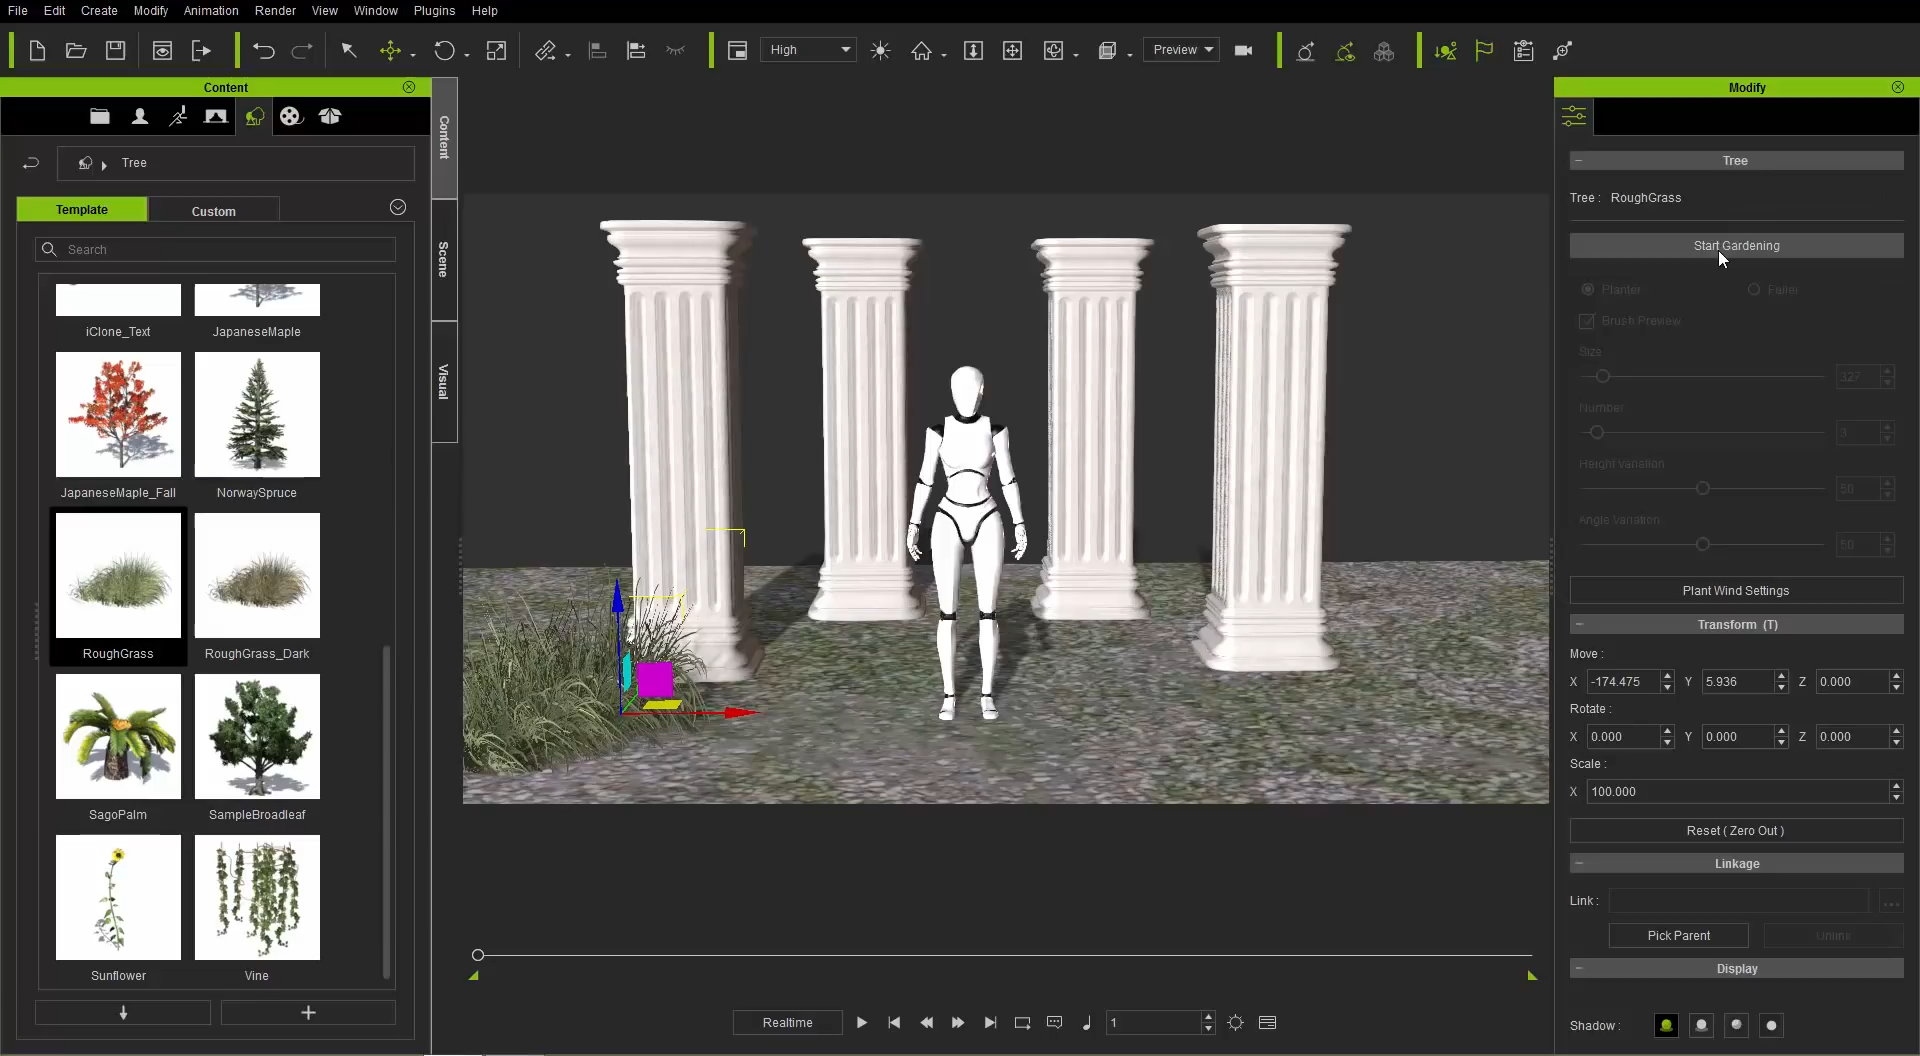 File Edit Create Modify Animation Render View Window Plugins Help
High
Preview
Content
Modify
Content
Scene
Visual
Tree
Template Custom
Search
iClone_Text JapaneseMaple
JapaneseMaple_Fall NorwaySpruce
RoughGrass RoughGrass_Dark
SagoPalm SampleBroadleaf
Sunflower Vine
Realtime
1
Tree
Tree : RoughGrass
Start Gardening
Planter
Brush Preview
Size
327
Number
3
Height Variation
50
Angle Variation
50
Plant Wind Settings
Transform (T)
Move :
X -174.475 Y 5.936 Z 0.000
Rotate :
X 0.000 Y 0.000 Z 0.000
Scale :
X 100.000
Reset ( Zero Out )
Linkage
Link :
...
Pick Parent
Display
Shadow :